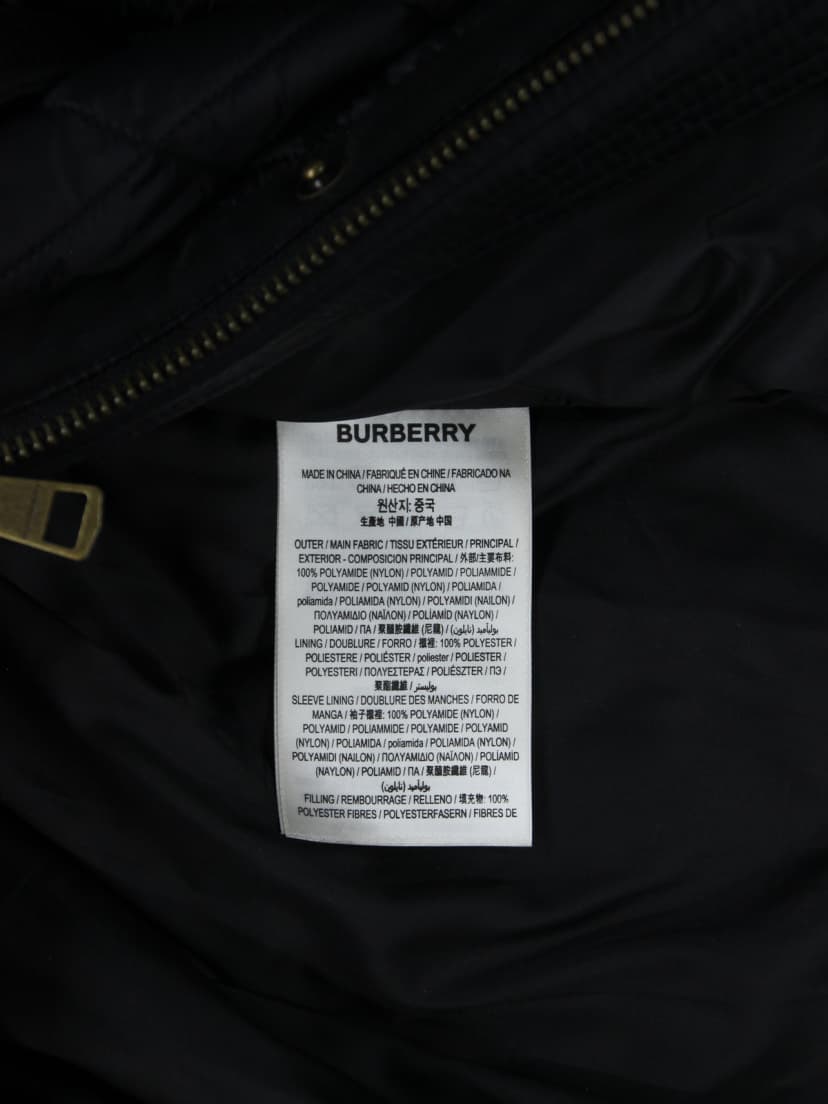 BURBERRY
MADE IN CHINA / FABRIQUÉ EN CHINE / FABRICADO NA
CHINA / HECHO EN CHINA
원산지: 중국
生產地 中國 / 原产地 中国
OUTER / MAIN FABRIC / TISSU EXTÉRIEUR / PRINCIPAL /
EXTERIOR - COMPOSICION PRINCIPAL / 外部/主要布料:
100% POLYAMIDE (NYLON) / POLYAMID / POLIAMMIDE /
POLYAMIDE / POLYAMID (NYLON) / POLIAMIDA /
poliamida / POLIAMIDA (NYLON) / POLYAMIDI (NAILON) /
ΠΟΛΥΑΜΙΔΙΟ (ΝΑΪΛΟΝ) / POLÍAMÍD (NAYLON) /
POLIAMID / ПА / 聚醯胺纖維 (尼龍) / بوليأميد (نايلون)
LINING / DOUBLURE / FORRO / 襯裡: 100% POLYESTER /
POLIESTERE / POLIÉSTER / poliester / POLIESTER /
POLYESTERI / ΠΟΛΥΕΣΤΕΡΑΣ / POLIÉSZTER / ПЭ /
聚酯纖維 / بوليستر
SLEEVE LINING / DOUBLURE DES MANCHES / FORRO DE
MANGA / 袖子襯裡: 100% POLYAMIDE (NYLON) /
POLYAMID / POLIAMMIDE / POLYAMIDE / POLYAMID
(NYLON) / POLIAMIDA / poliamida / POLIAMIDA (NYLON) /
POLYAMIDI (NAILON) / ΠΟΛΥΑΜΙΔΙΟ (ΝΑΪΛΟΝ) / POLÍAMÍD
(NAYLON) / POLIAMID / ПА / 聚醯胺纖維 (尼龍) /
بوليأميد (نايلون)
FILLING / REMBOURRAGE / RELLENO / 填充物: 100%
POLYESTER FIBRES / POLYESTERFASERN / FIBRES DE